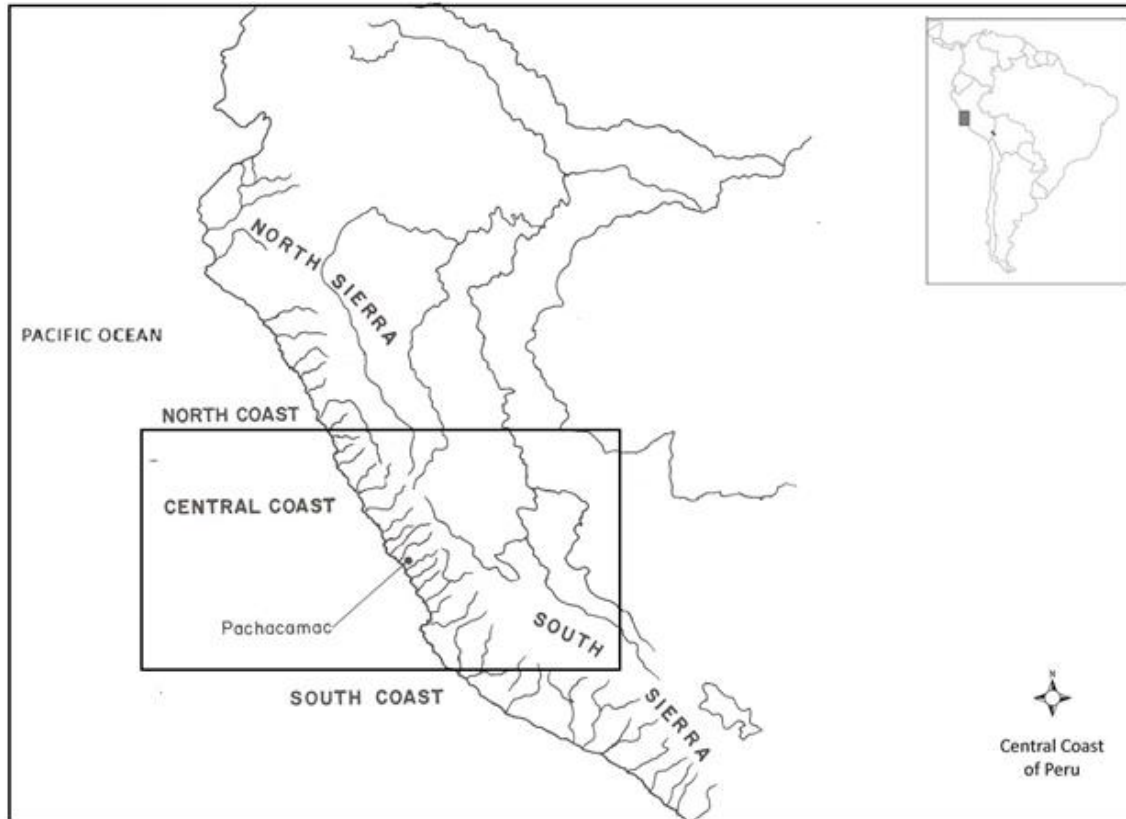 NORTH SIERRA
PACIFIC OCEAN
NORTH COAST
CENTRAL COAST
Pachacamac
SOUTH SIERRA
SOUTH COAST
N
Central Coast
of Peru